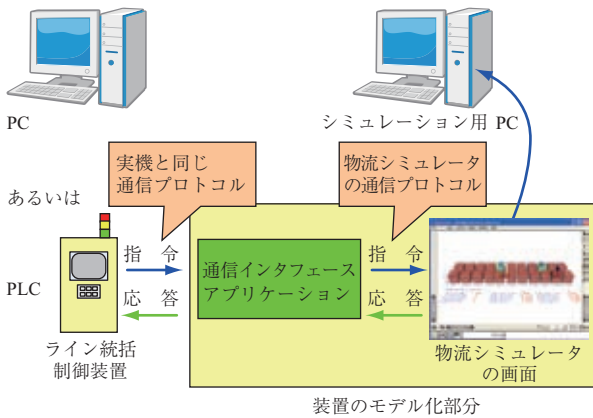 PC
シミュレーション用 PC
実機と同じ
通信プロトコル
物流シミュレータ
の通信プロトコル
あるいは
PLC
指 令
応 答
通信インタフェース
アプリケーション
指 令
応 答
ライン統括
制御装置
物流シミュレータ
の画面
装置のモデル化部分